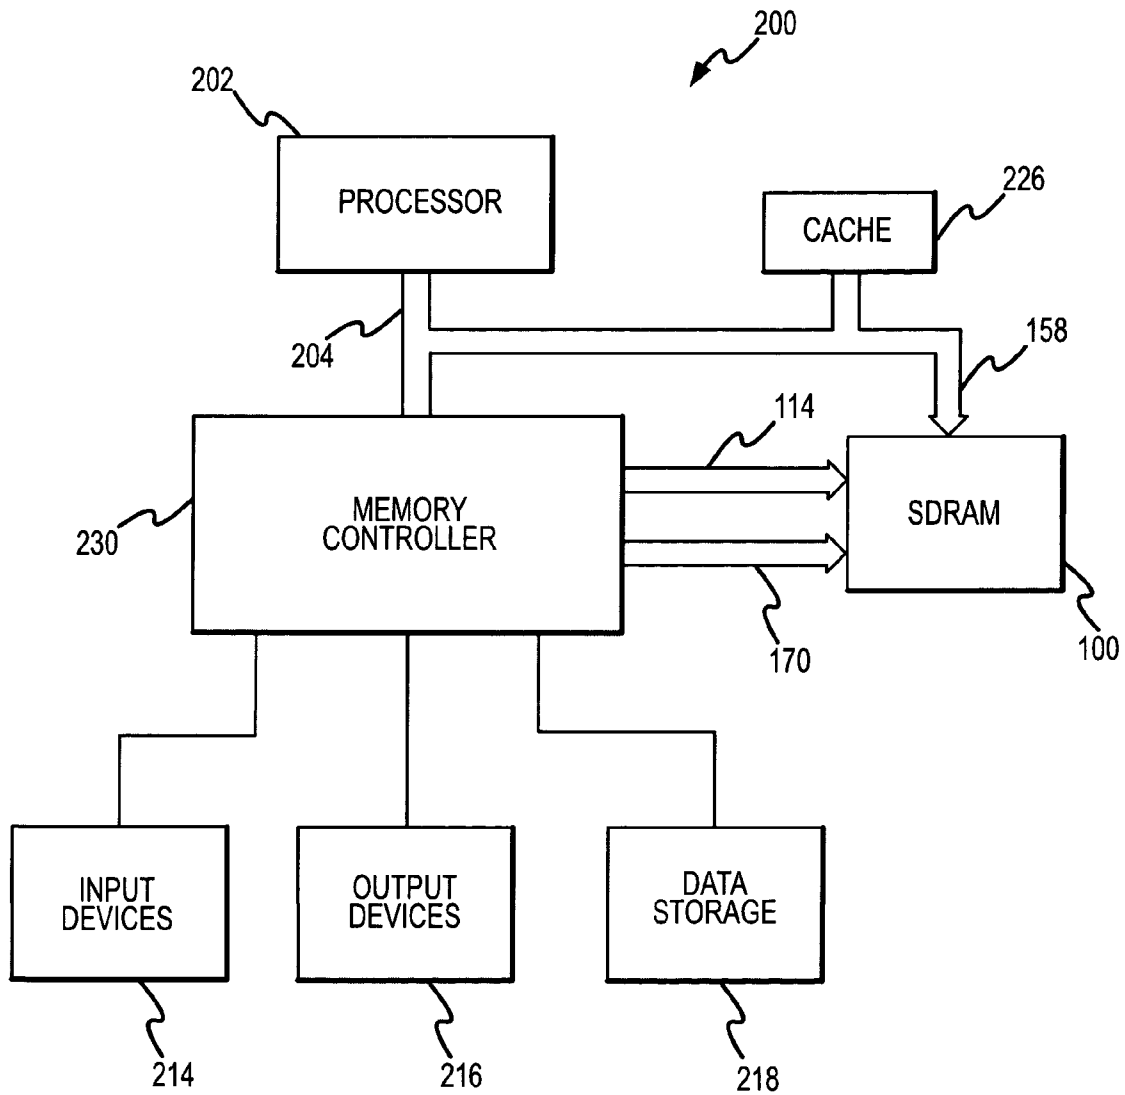 200
202
PROCESSOR
226
CACHE
204
158
114
230
MEMORY
CONTROLLER
SDRAM
170
100
INPUT
DEVICES
OUTPUT
DEVICES
DATA
STORAGE
214
216
218